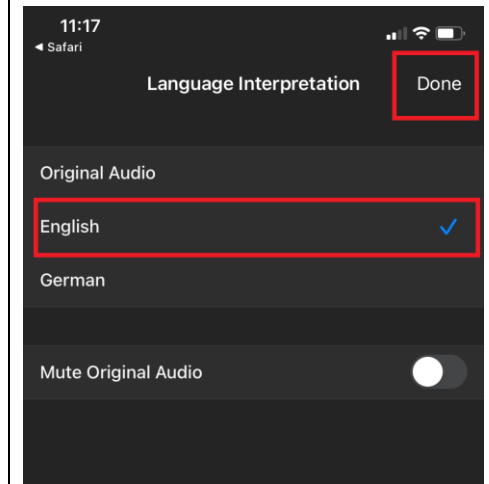 11:17
◄ Safari
Language Interpretation Done
Original Audio
English
German
Mute Original Audio